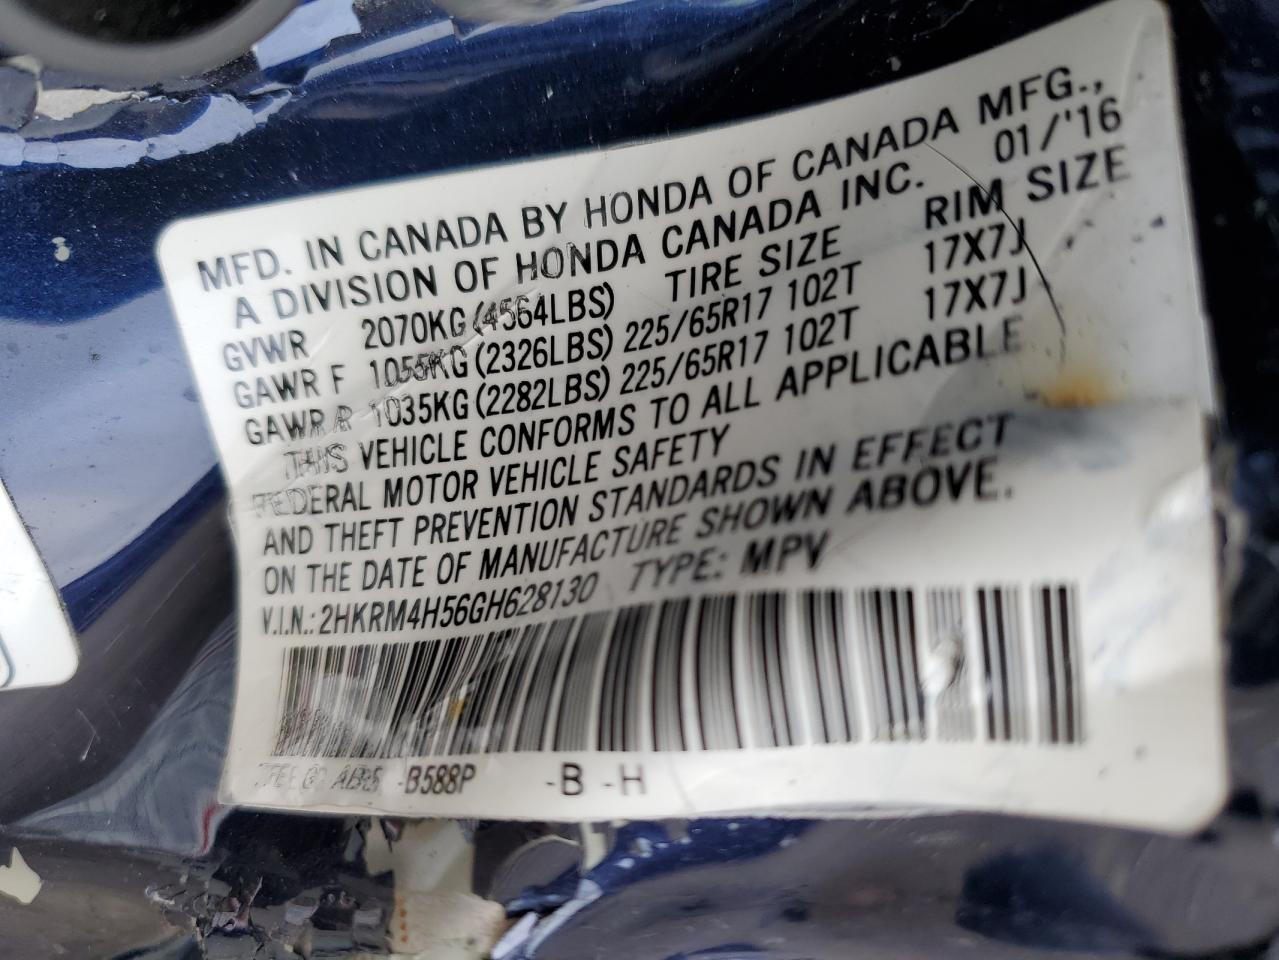 MFD. IN CANADA BY HONDA OF CANADA MFG.,
A DIVISION OF HONDA CANADA INC. 01/'16
GVWR 2070KG(4564LBS) TIRE SIZE RIM SIZE
GAWR F 1055KG(2326LBS) 225/65R17 102T 17X7J
GAWR R 1035KG(2282LBS) 225/65R17 102T 17X7J
THIS VEHICLE CONFORMS TO ALL APPLICABLE
FEDERAL MOTOR VEHICLE SAFETY
AND THEFT PREVENTION STANDARDS IN EFFECT
ON THE DATE OF MANUFACTURE SHOWN ABOVE.
V.I.N.: 2HKRM4H56GH628130 TYPE: MPV
-B588P -B -H